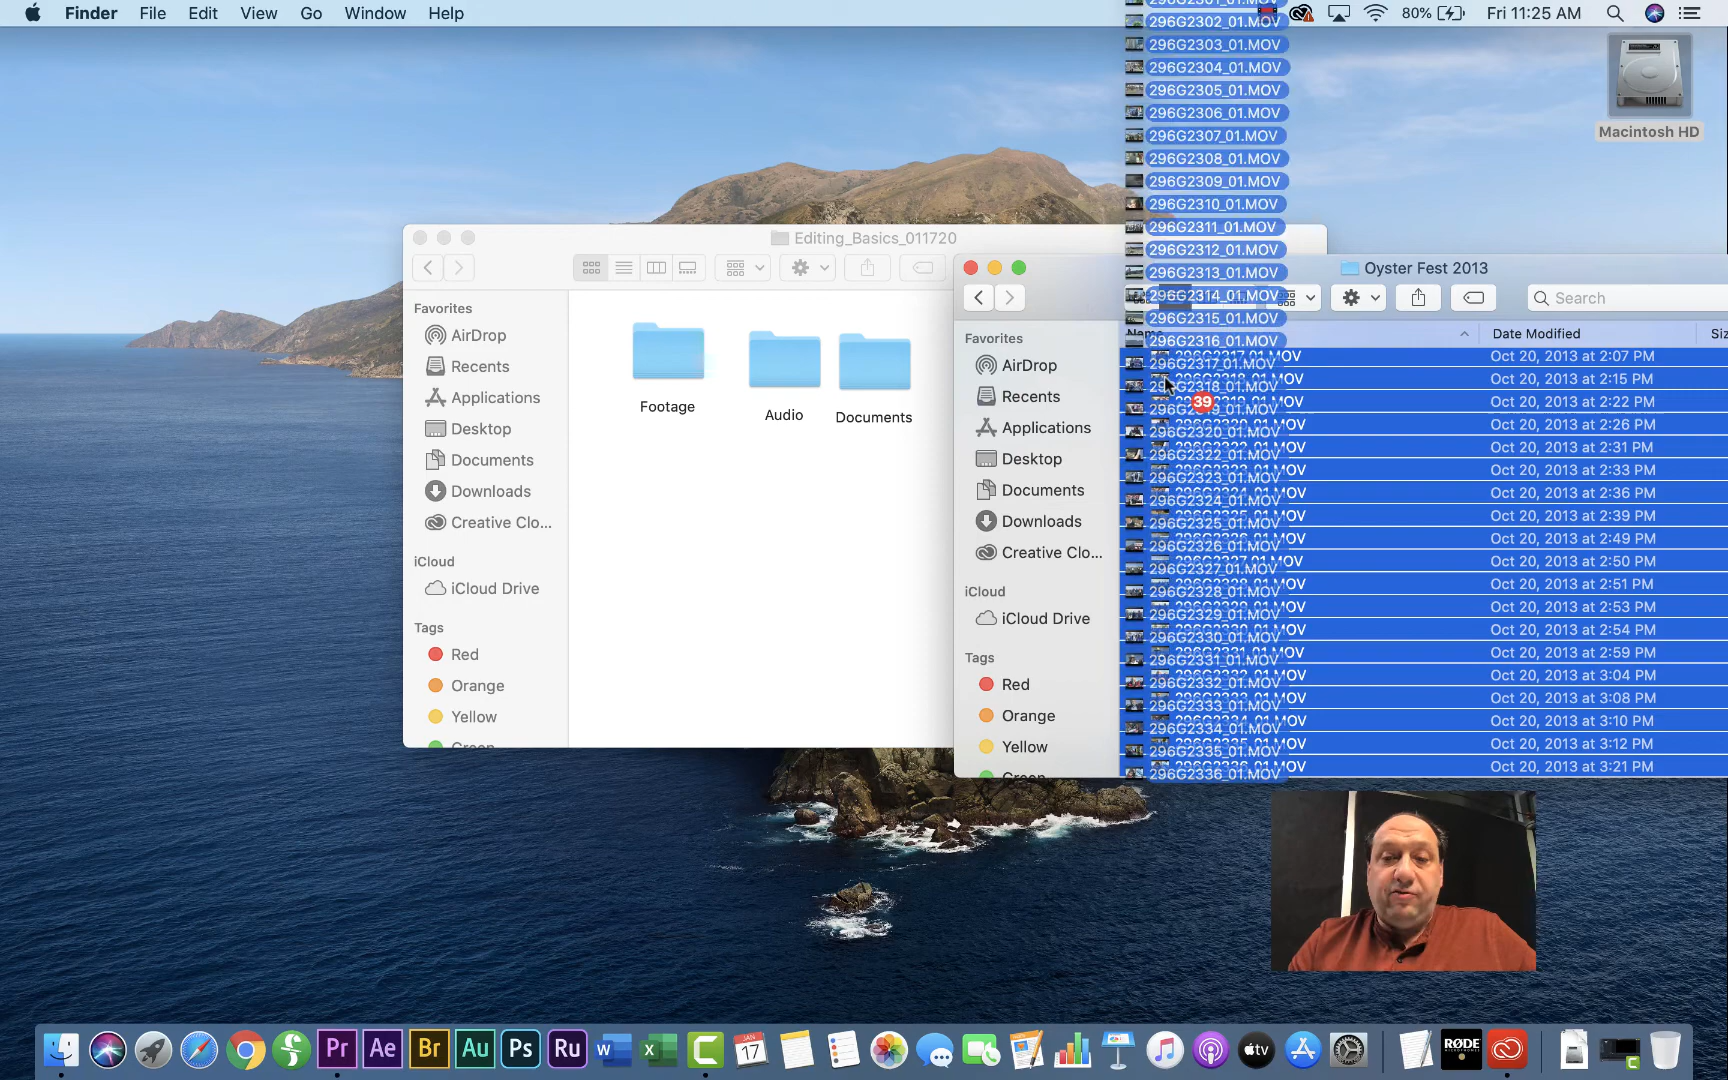 Finder File Edit View Go Window Help
80% Fri 11:25 AM
296G2302_01.MOV
296G2303_01.MOV
296G2304_01.MOV
296G2305_01.MOV
296G2306_01.MOV
296G2307_01.MOV
296G2308_01.MOV
296G2309_01.MOV
296G2310_01.MOV
296G2311_01.MOV
296G2312_01.MOV
296G2313_01.MOV
296G2314_01.MOV
296G2315_01.MOV
296G2316_01.MOV
Macintosh HD
Editing_Basics_011720
Favorites
AirDrop
Recents
Applications
Desktop
Documents
Downloads
Creative Clo...
iCloud
iCloud Drive
Tags
Red
Orange
Yellow
Green
Footage
Audio
Documents
Oyster Fest 2013
Search
Favorites
AirDrop
Recents
Applications
Desktop
Documents
Downloads
Creative Clo...
iCloud
iCloud Drive
Tags
Red
Orange
Yellow
Green
Name Date Modified Siz
296G2317_01.MOV Oct 20, 2013 at 2:07 PM
296G2318_01.MOV Oct 20, 2013 at 2:15 PM
39
Oct 20, 2013 at 2:22 PM
296G2320_01.MOV Oct 20, 2013 at 2:26 PM
296G2322_01.MOV Oct 20, 2013 at 2:31 PM
296G2323_01.MOV Oct 20, 2013 at 2:33 PM
296G2324_01.MOV Oct 20, 2013 at 2:36 PM
296G2325_01.MOV Oct 20, 2013 at 2:39 PM
296G2326_01.MOV Oct 20, 2013 at 2:49 PM
296G2327_01.MOV Oct 20, 2013 at 2:50 PM
296G2328_01.MOV Oct 20, 2013 at 2:51 PM
296G2329_01.MOV Oct 20, 2013 at 2:53 PM
296G2330_01.MOV Oct 20, 2013 at 2:54 PM
296G2331_01.MOV Oct 20, 2013 at 2:59 PM
296G2332_01.MOV Oct 20, 2013 at 3:04 PM
296G2333_01.MOV Oct 20, 2013 at 3:08 PM
296G2334_01.MOV Oct 20, 2013 at 3:10 PM
296G2335_01.MOV Oct 20, 2013 at 3:12 PM
296G2336_01.MOV Oct 20, 2013 at 3:21 PM
Pr Ae Br Au Ps Ru W X C JAN 17 tv RØDE